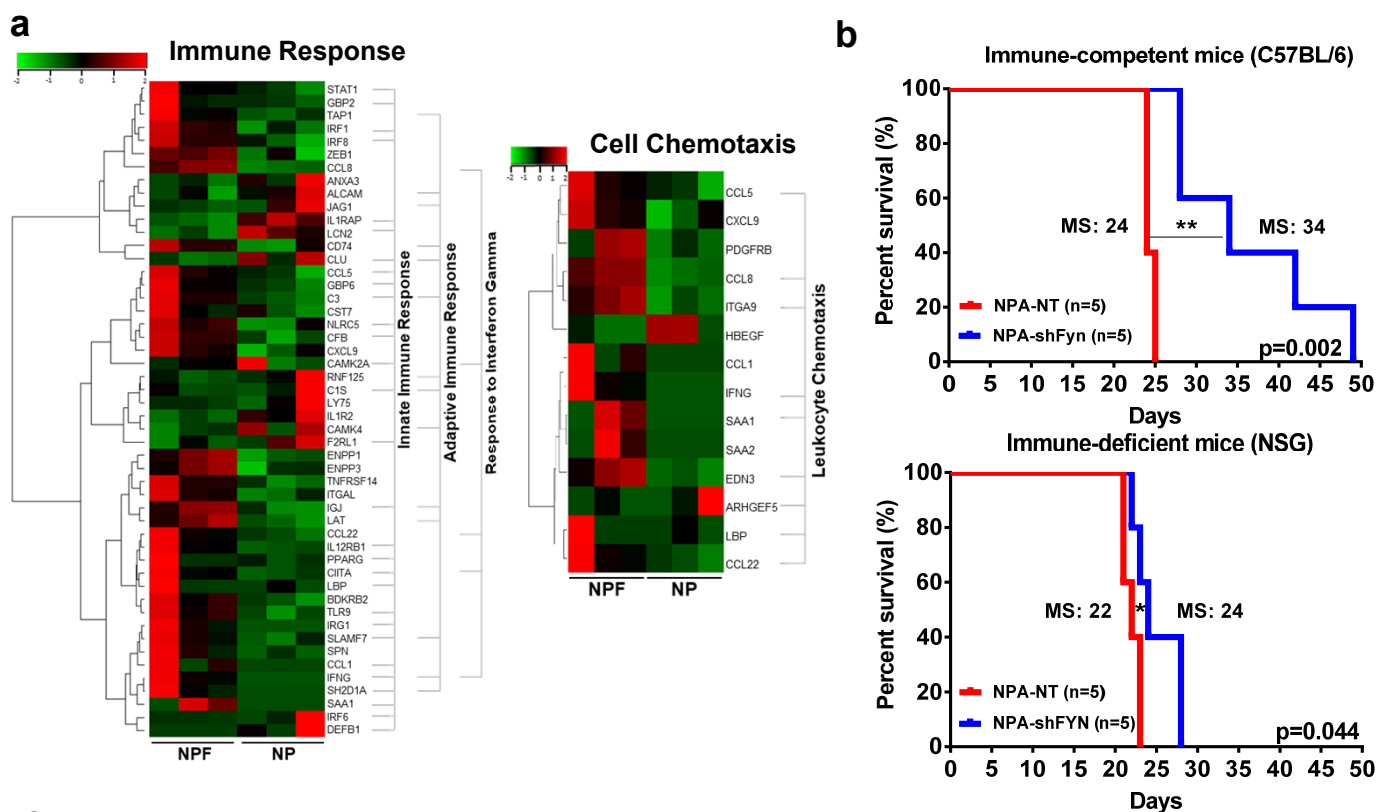 a
Immune Response
-2 -1 0 1 2
STAT1
GBP2
TAP1
IRF1
IRF8
ZEB1
CCL8
ANXA3
ALCAM
JAG1
IL1RAP
LCN2
CD74
CLU
CCL5
GBP6
C3
CST7
NLRC5
CFB
CXCL9
CAMK2A
RNF125
C1S
LY75
IL1R2
CAMK4
F2RL1
ENPP1
ENPP3
TNFRSF14
ITGAL
IGJ
LAT
CCL22
IL12RB1
PPARG
CIITA
LBP
BDKRB2
TLR9
IRG1
SLAMF7
SPN
CCL1
IFNG
SH2D1A
SAA1
IRF6
DEFB1
Innate Immune Response
Adaptive Immune Response
Response to Interferon Gamma
NPF NP
Cell Chemotaxis
-2 -1 0 1 2
CCL5
CXCL9
PDGFRB
CCL8
ITGA9
HBEGF
CCL1
IFNG
SAA1
SAA2
EDN3
ARHGEF5
LBP
CCL22
Leukocyte Chemotaxis
NPF NP
b
Immune-competent mice (C57BL/6)
Percent survival (%)
100
80
60
40
20
0
MS: 24 ** MS: 34
NPA-NT (n=5)
NPA-shFyn (n=5)
p=0.002
0 5 10 15 20 25 30 35 40 45 50
Days
Immune-deficient mice (NSG)
Percent survival (%)
100
80
60
40
20
0
MS: 22 * MS: 24
NPA-NT (n=5)
NPA-shFYN (n=5)
p=0.044
0 5 10 15 20 25 30 35 40 45 50
Days